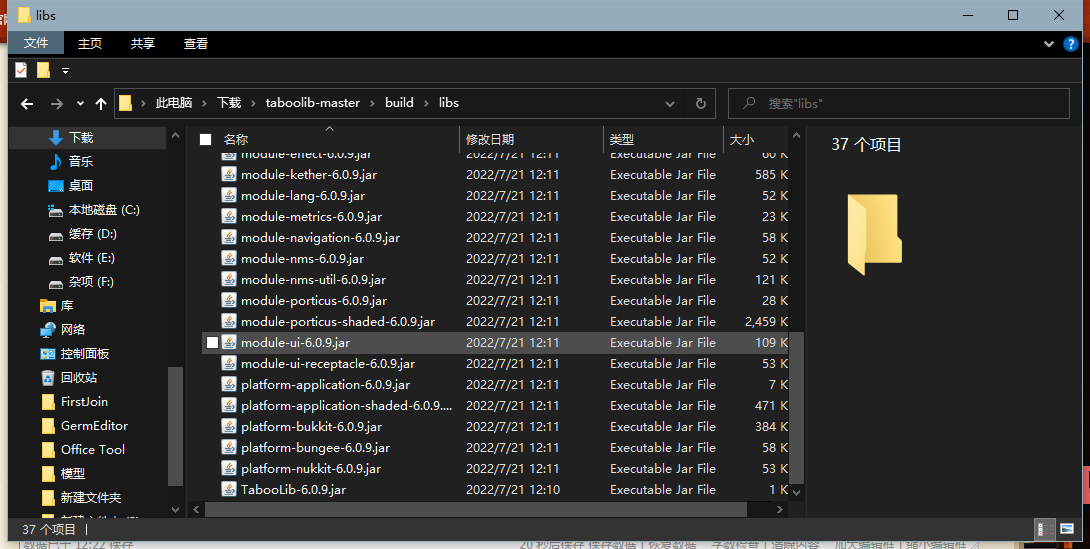 libs
文件 主页 共享 查看
此电脑 › 下载 › taboolib-master › build › libs
搜索"libs"
下载
音乐
桌面
本地磁盘 (C:)
缓存 (D:)
软件 (E:)
杂项 (F:)
库
网络
控制面板
回收站
FirstJoin
GermEditor
Office Tool
模型
新建文件夹
名称 修改日期 类型 大小
module-effect-6.0.9.jar 2022/7/21 12:11 Executable Jar File 60 K
module-kether-6.0.9.jar 2022/7/21 12:11 Executable Jar File 585 K
module-lang-6.0.9.jar 2022/7/21 12:11 Executable Jar File 52 K
module-metrics-6.0.9.jar 2022/7/21 12:11 Executable Jar File 23 K
module-navigation-6.0.9.jar 2022/7/21 12:11 Executable Jar File 58 K
module-nms-6.0.9.jar 2022/7/21 12:11 Executable Jar File 52 K
module-nms-util-6.0.9.jar 2022/7/21 12:11 Executable Jar File 121 K
module-porticus-6.0.9.jar 2022/7/21 12:11 Executable Jar File 28 K
module-porticus-shaded-6.0.9.jar 2022/7/21 12:11 Executable Jar File 2,459 K
module-ui-6.0.9.jar 2022/7/21 12:11 Executable Jar File 109 K
module-ui-receptacle-6.0.9.jar 2022/7/21 12:11 Executable Jar File 53 K
platform-application-6.0.9.jar 2022/7/21 12:11 Executable Jar File 7 K
platform-application-shaded-6.0.9.... 2022/7/21 12:11 Executable Jar File 471 K
platform-bukkit-6.0.9.jar 2022/7/21 12:11 Executable Jar File 384 K
platform-bungee-6.0.9.jar 2022/7/21 12:11 Executable Jar File 58 K
platform-nukkit-6.0.9.jar 2022/7/21 12:11 Executable Jar File 53 K
TabooLib-6.0.9.jar 2022/7/21 12:10 Executable Jar File 1 K
37 个项目
37 个项目